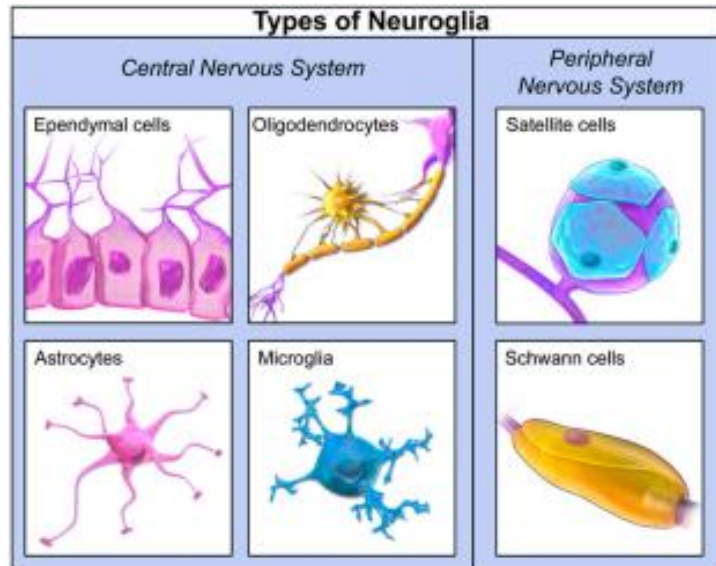 Types of Neuroglia
Central Nervous System
Peripheral
Nervous System
Ependymal cells
Oligodendrocytes
Satellite cells
Astrocytes
Microglia
Schwann cells